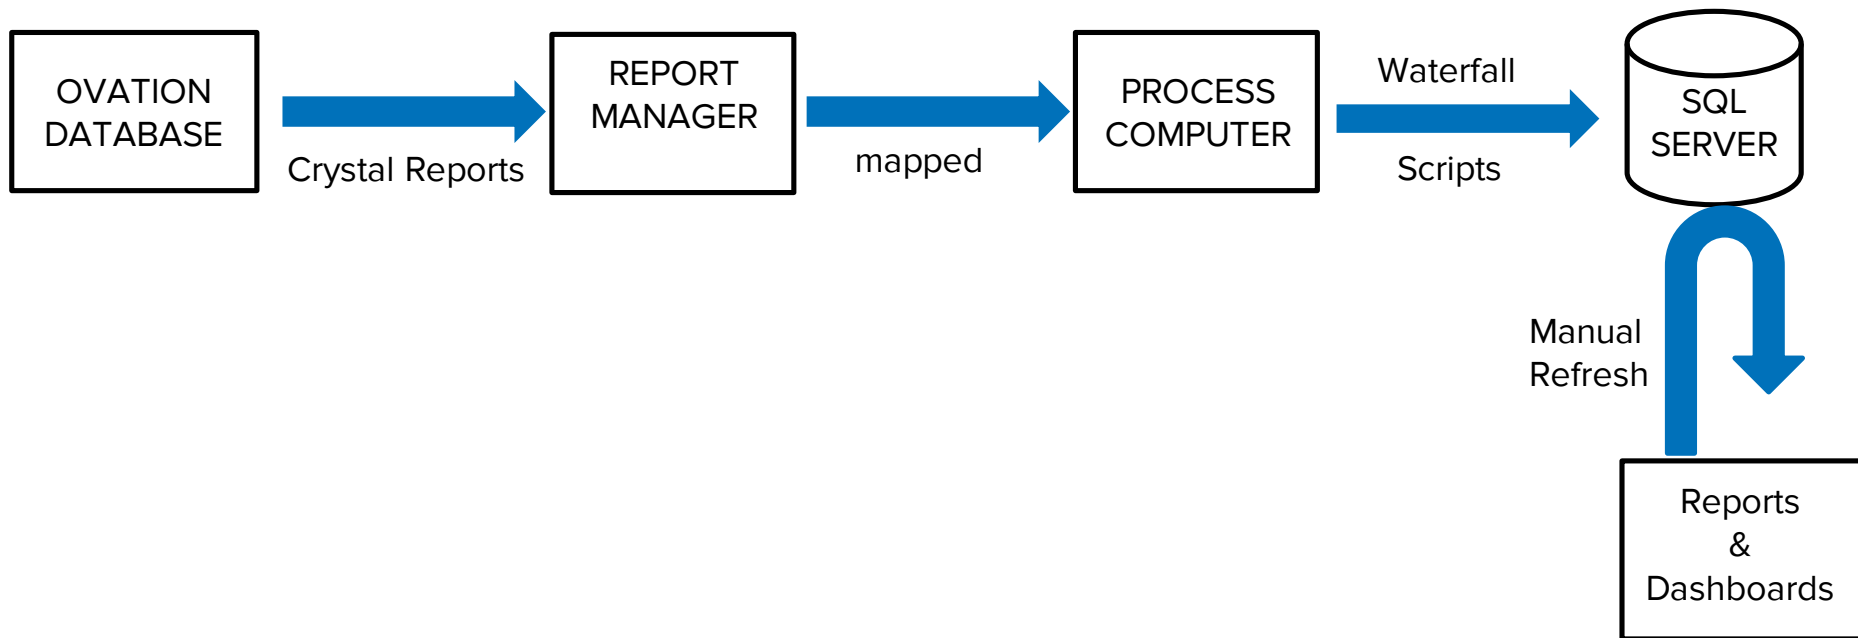 OVATION
DATABASE
Crystal Reports
REPORT
MANAGER
mapped
PROCESS
COMPUTER
Waterfall
Scripts
SQL
SERVER
Manual
Refresh
Reports
&
Dashboards